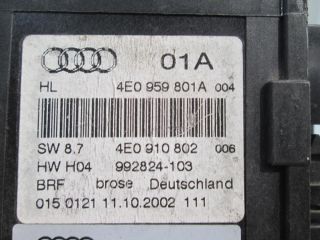 01A
HL 4E0 959 801A 004
SW 8.7 4E0 910 802 006
HW H04 992824-103
BRF brose Deutschland
015 0121 11.10.2002 111